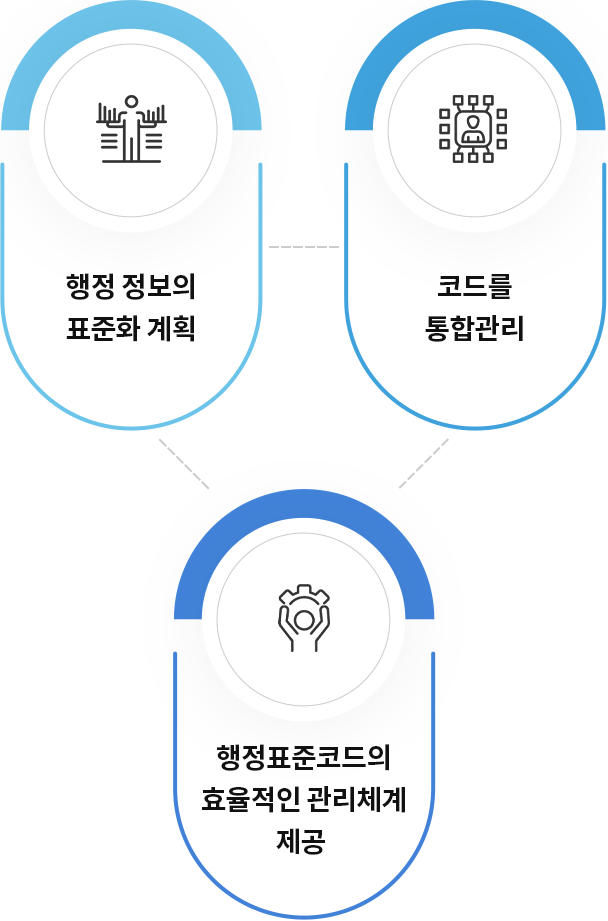 행정 정보의
표준화 계획
코드를
통합관리
행정표준코드의
효율적인 관리체계
제공